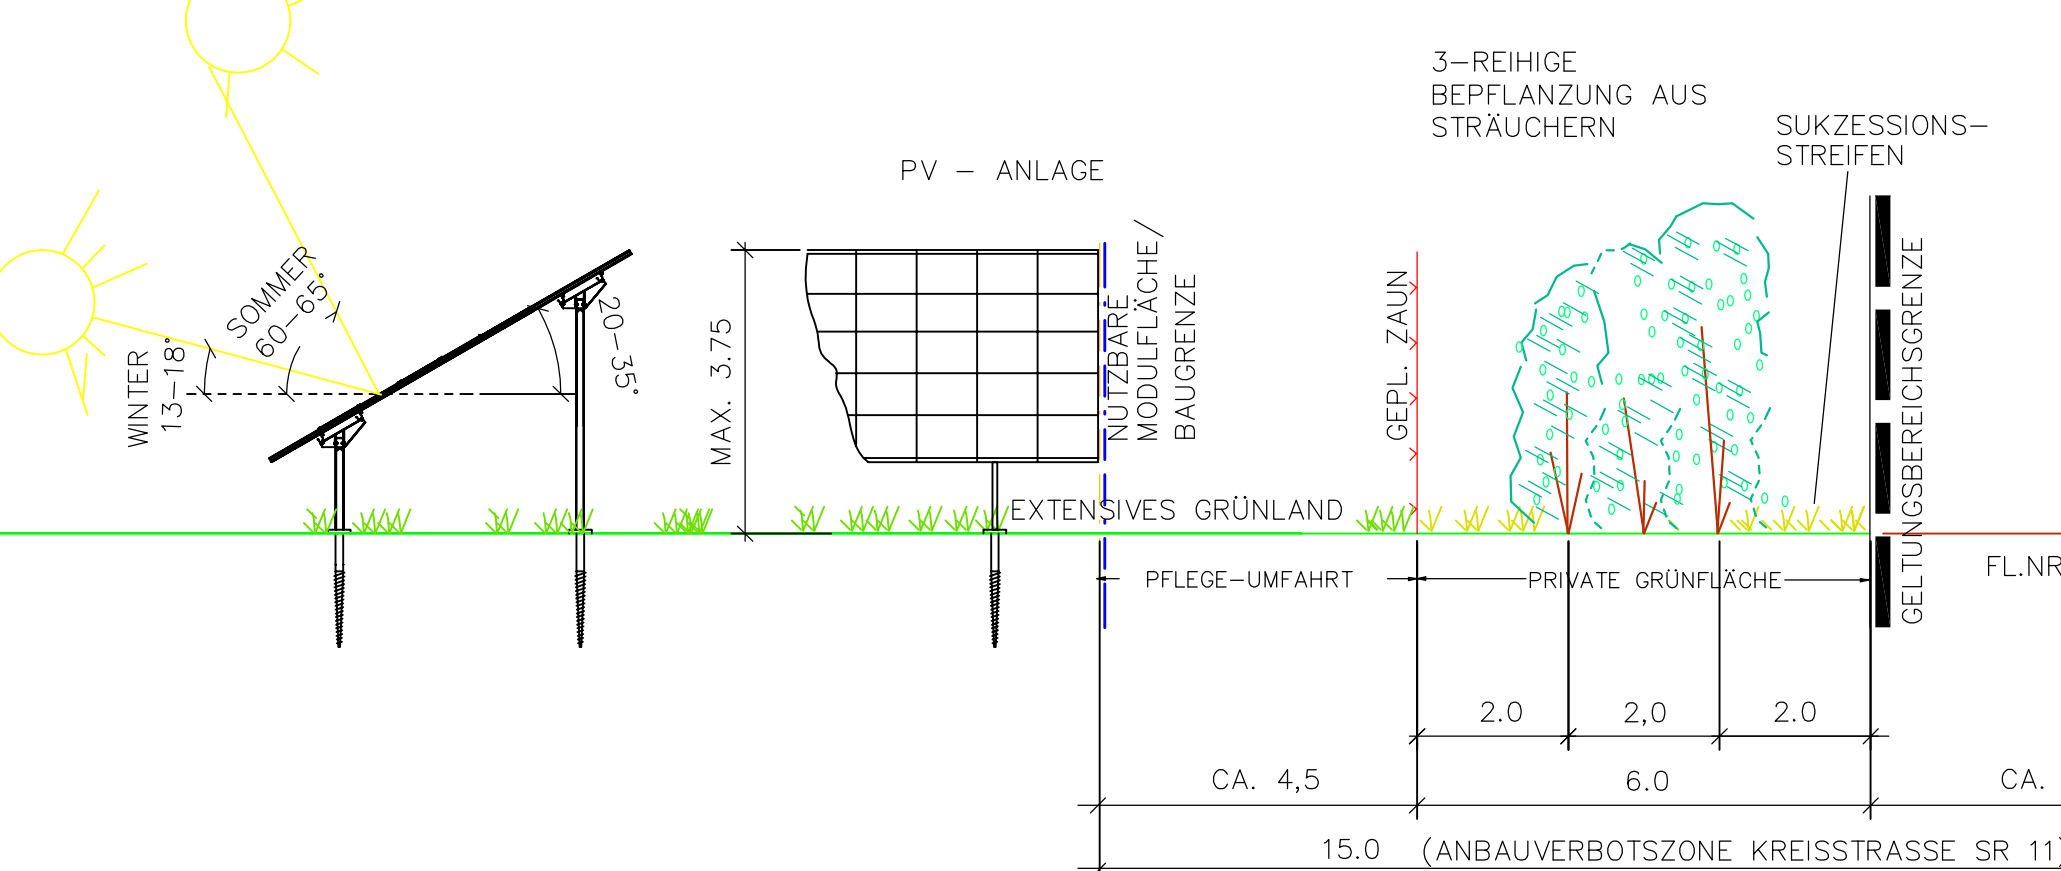 3-REIHIGE
BEPFLANZUNG AUS
STRÄUCHERN
SUKZESSIONS-
STREIFEN
PV - ANLAGE
SOMMER
60-65°
WINTER
13-18°
20-35°
MAX. 3.75
NUTZBARE
MODULFLÄCHE/
BAUGRENZE
GEPL. ZAUN
GELTUNGSBEREICHSGRENZE
EXTENSIVES GRÜNLAND
PFLEGE-UMFAHRT
PRIVATE GRÜNFLÄCHE
FL.NR
2.0
2,0
2.0
CA. 4,5
6.0
CA.
15.0 (ANBAUVERBOTSZONE KREISSTRASSE SR 11)